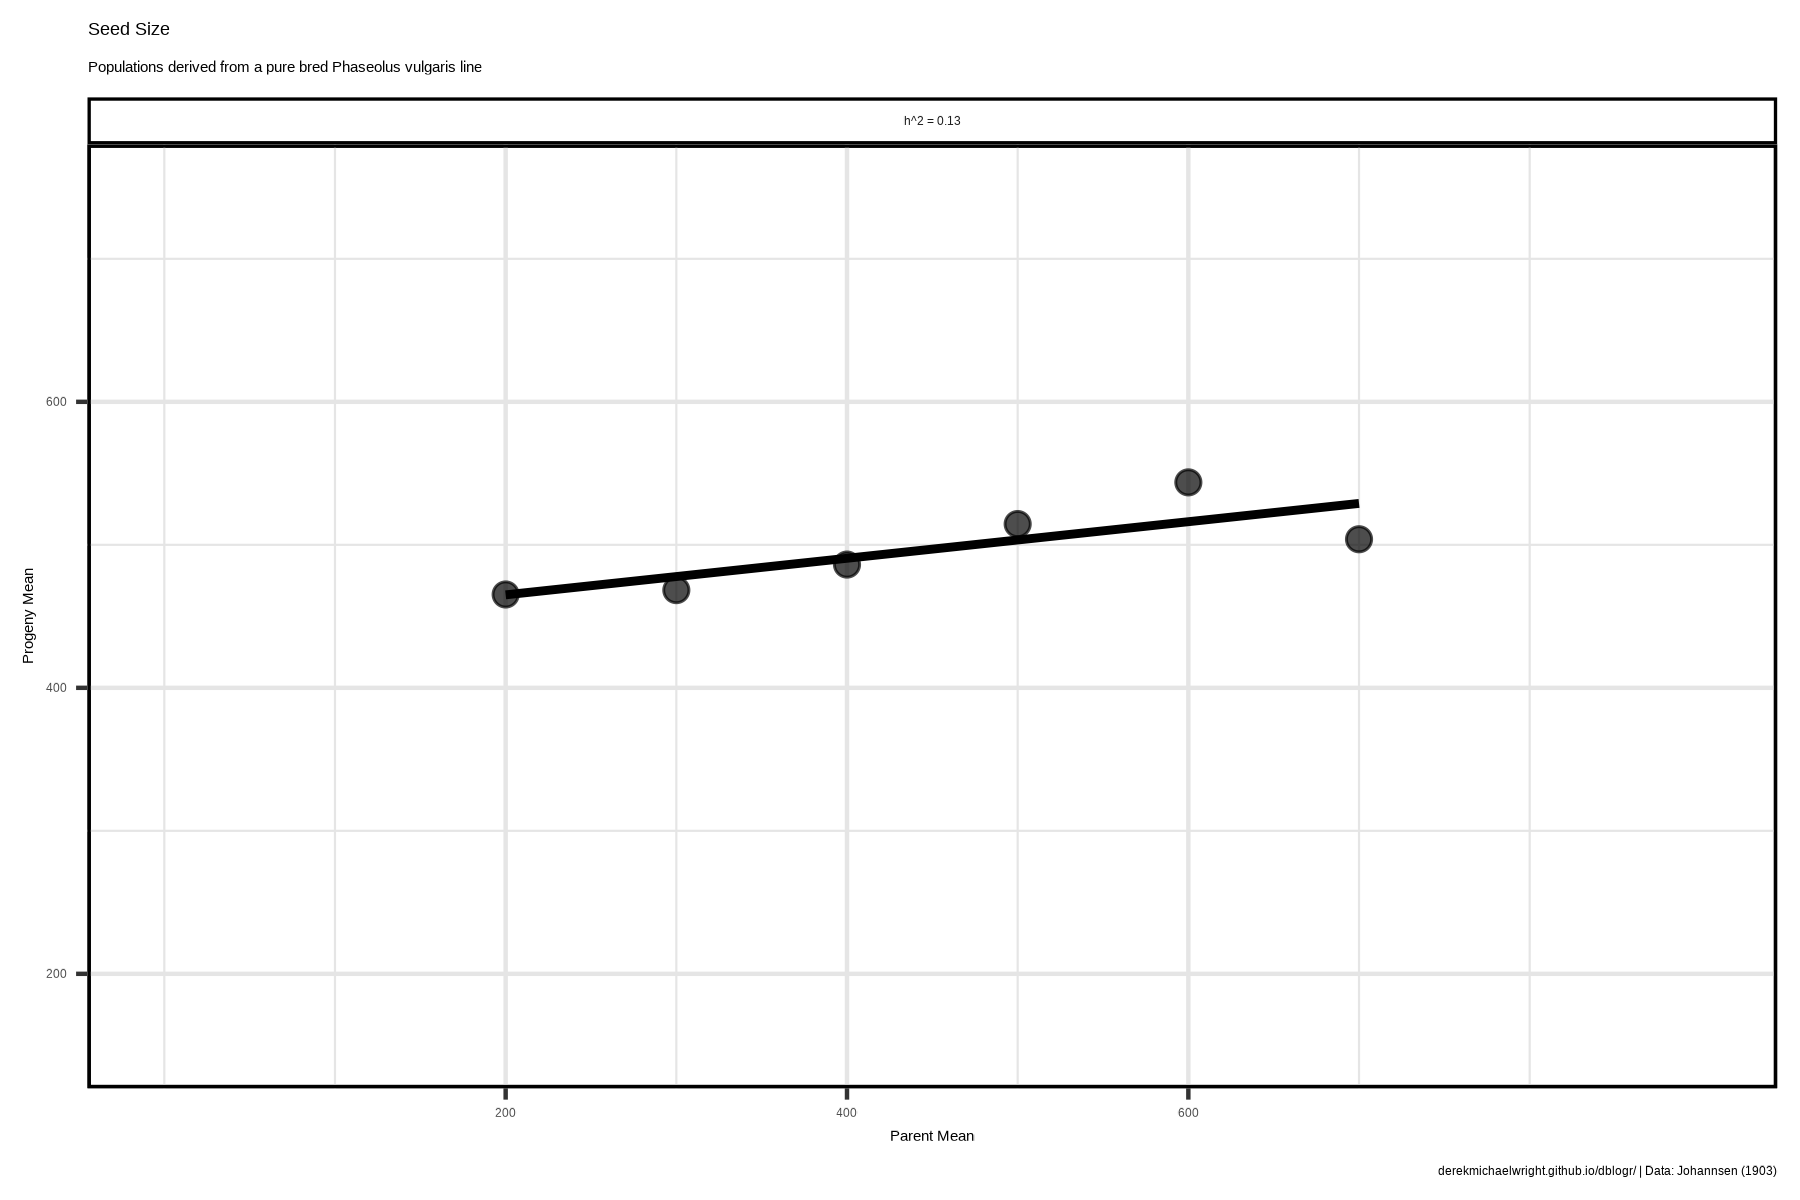 Seed Size
Populations derived from a pure bred Phaseolus vulgaris line
h^2 = 0.13
600
400
200
Progeny Mean
200
400
600
Parent Mean
derekmichaelwright.github.io/dblogr/ | Data: Johannsen (1903)